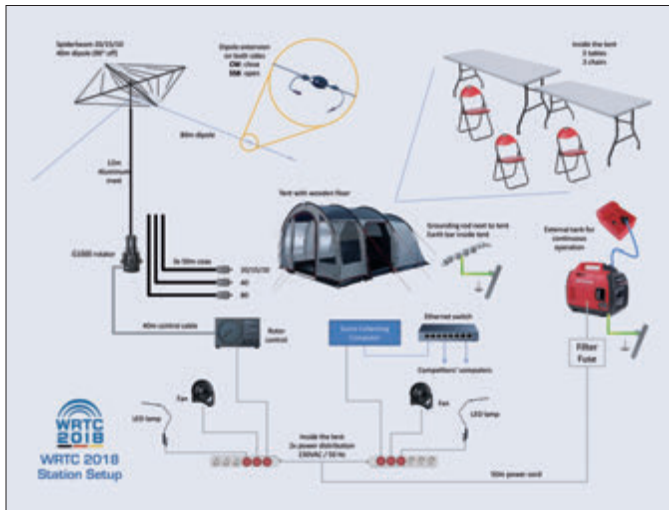 Spiderbeam 20/15/10
40m dipole (90° off)
Dipole extension
on both sides
CW: close
SSB: open
Inside the tent
2 tables
3 chairs
80m dipole
12m
Aluminum
mast
Tent with wooden floor
Grounding rod next to tent
Earth bar inside tent
External tank for
continuous
operation
G1000 rotator
3x 50m coax
20/15/10
40
80
40m control cable
Rotor
control
Score Collecting
Computer
Ethernet switch
Competitors' computers
Filter
Fuse
Fan
Fan
LED lamp
LED lamp
Inside the tent:
2x power distribution
230VAC / 50 Hz
50m power cord
WRTC
2018
WRTC 2018
Station Setup